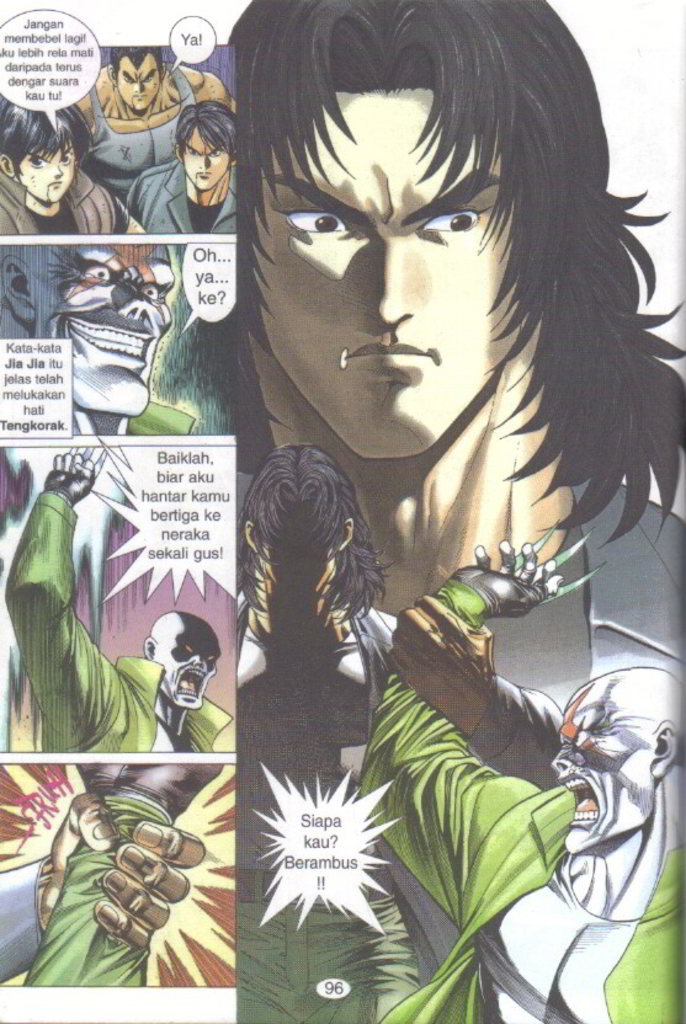 Jangan
membebel lagi!
Aku lebih rela mati
daripada terus
dengar suara
kau tu!
Ya!
Oh...
ya...
ke?
Kata-kata
Jia Jia itu
jelas telah
melukakan
hati
Tengkorak.
Baiklah,
biar aku
hantar kamu
bertiga ke
neraka
sekali gus!
Siapa
kau?
Berambus
!!
96